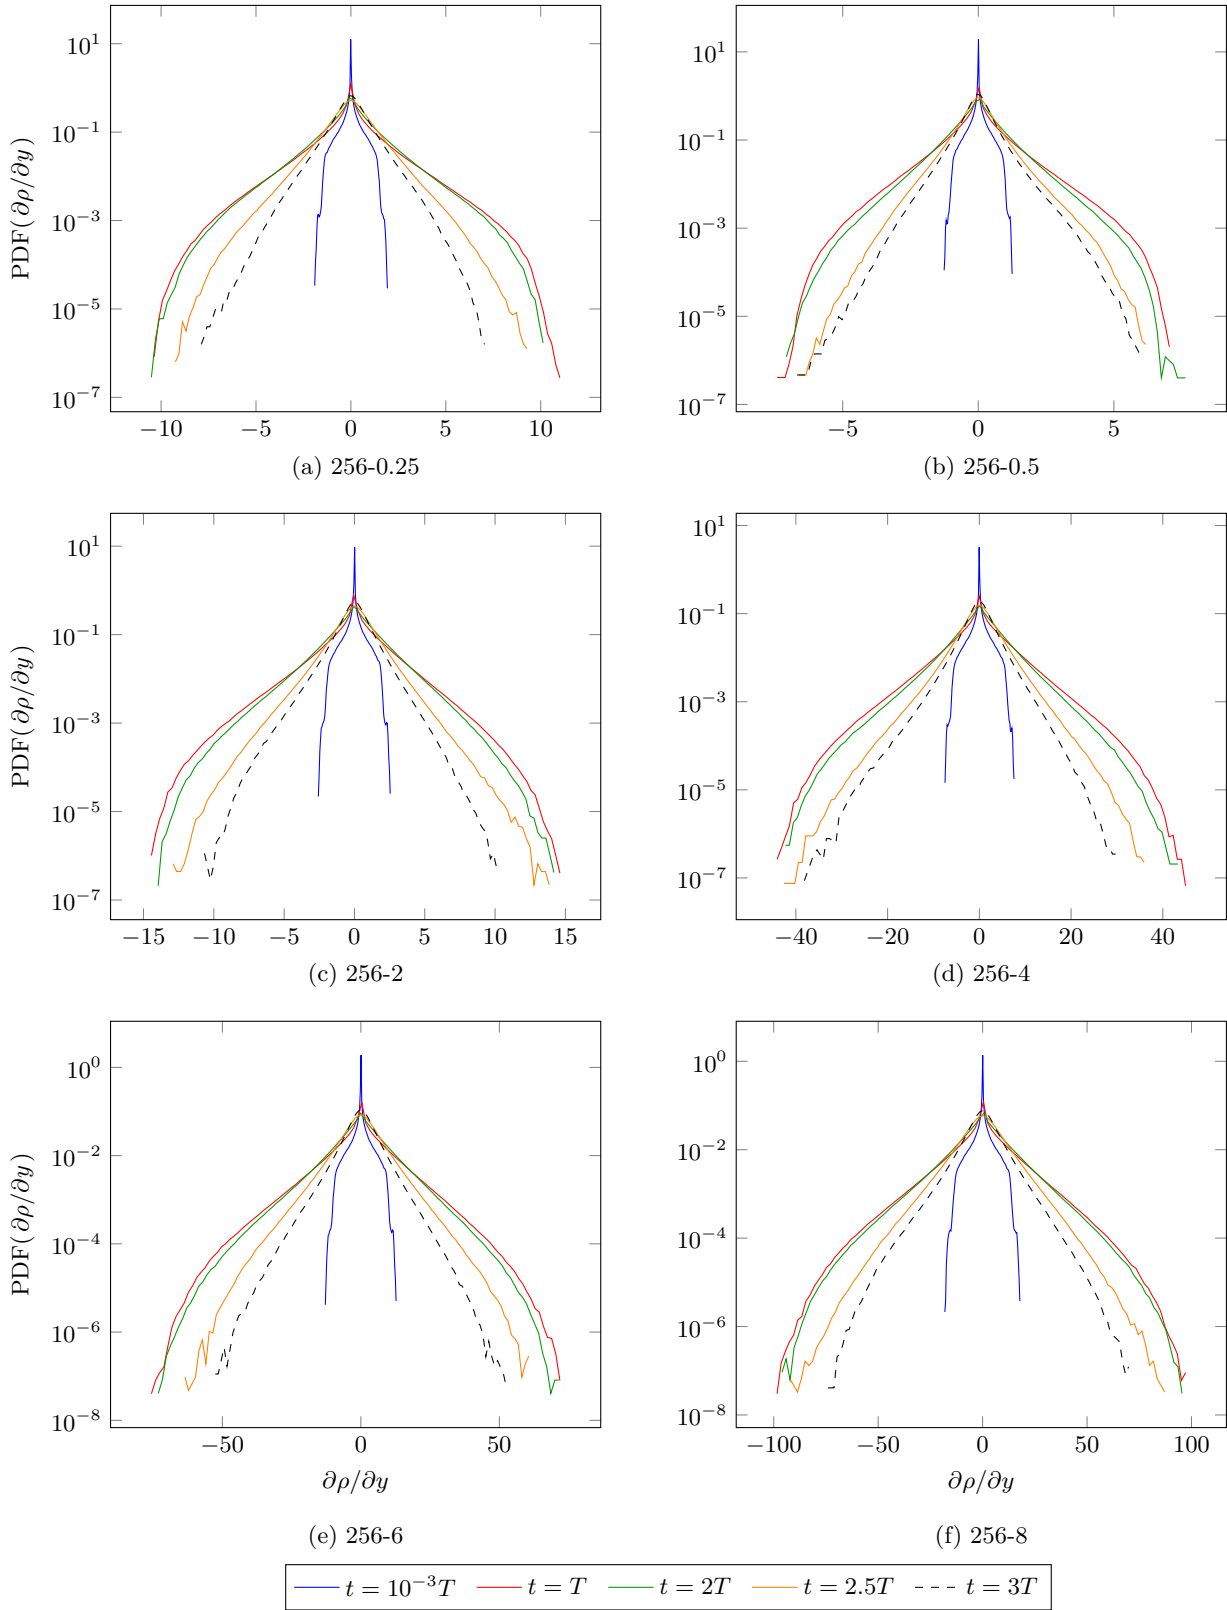 10^1
10^−1
10^−3
10^−5
10^−7
PDF(∂ρ/∂y)
−10 −5 0 5 10
(a) 256-0.25
10^1
10^−1
10^−3
10^−5
10^−7
−5 0 5
(b) 256-0.5
10^1
10^−1
10^−3
10^−5
10^−7
PDF(∂ρ/∂y)
−15 −10 −5 0 5 10 15
(c) 256-2
10^1
10^−1
10^−3
10^−5
10^−7
−40 −20 0 20 40
(d) 256-4
10^0
10^−2
10^−4
10^−6
10^−8
PDF(∂ρ/∂y)
−50 0 50
∂ρ/∂y
(e) 256-6
10^0
10^−2
10^−4
10^−6
10^−8
−100 −50 0 50 100
∂ρ/∂y
(f) 256-8
t = 10^−3T t = T t = 2T t = 2.5T t = 3T